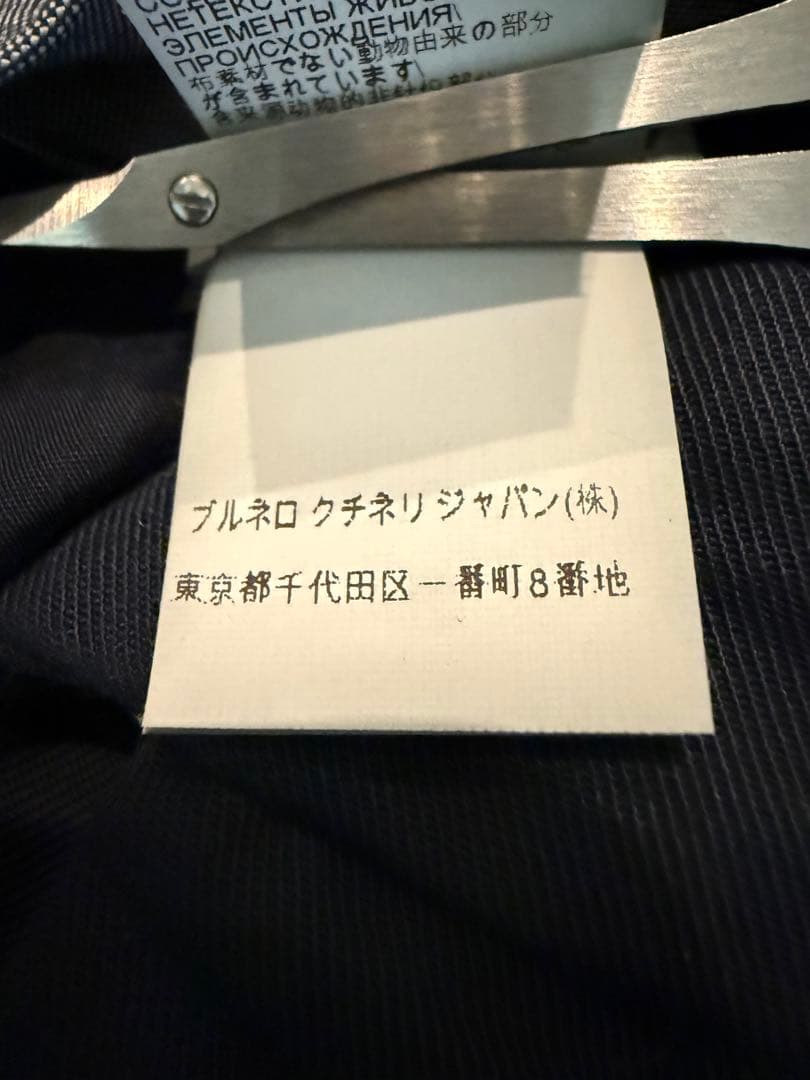 НЕТЕКСТ
ЭЛЕМЕНТЫ ЖИВО
ПРОИСХОЖДЕНИЯ\
布素材でない動物由来の部分
が含まれています\
ブルネロ クチネリ ジャパン(株)
東京都千代田区一番町8番地